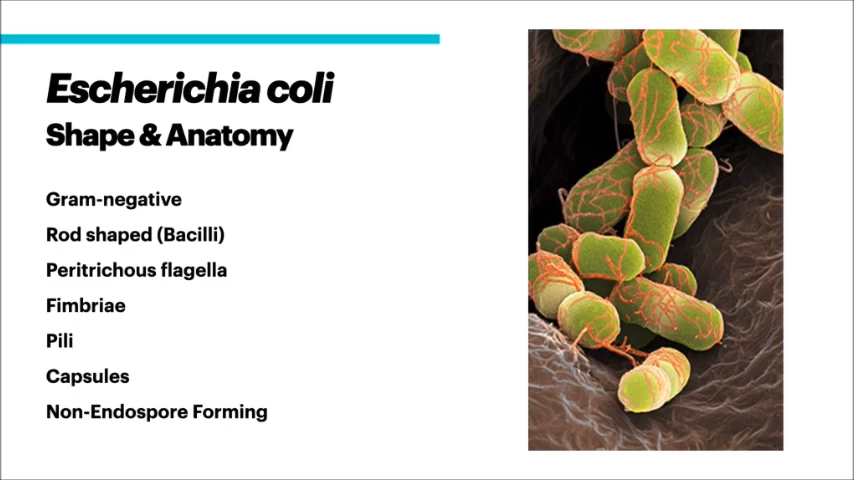 Escherichia coli
Shape & Anatomy
Gram-negative
Rod shaped (Bacilli)
Peritrichous flagella
Fimbriae
Pili
Capsules
Non-Endospore Forming